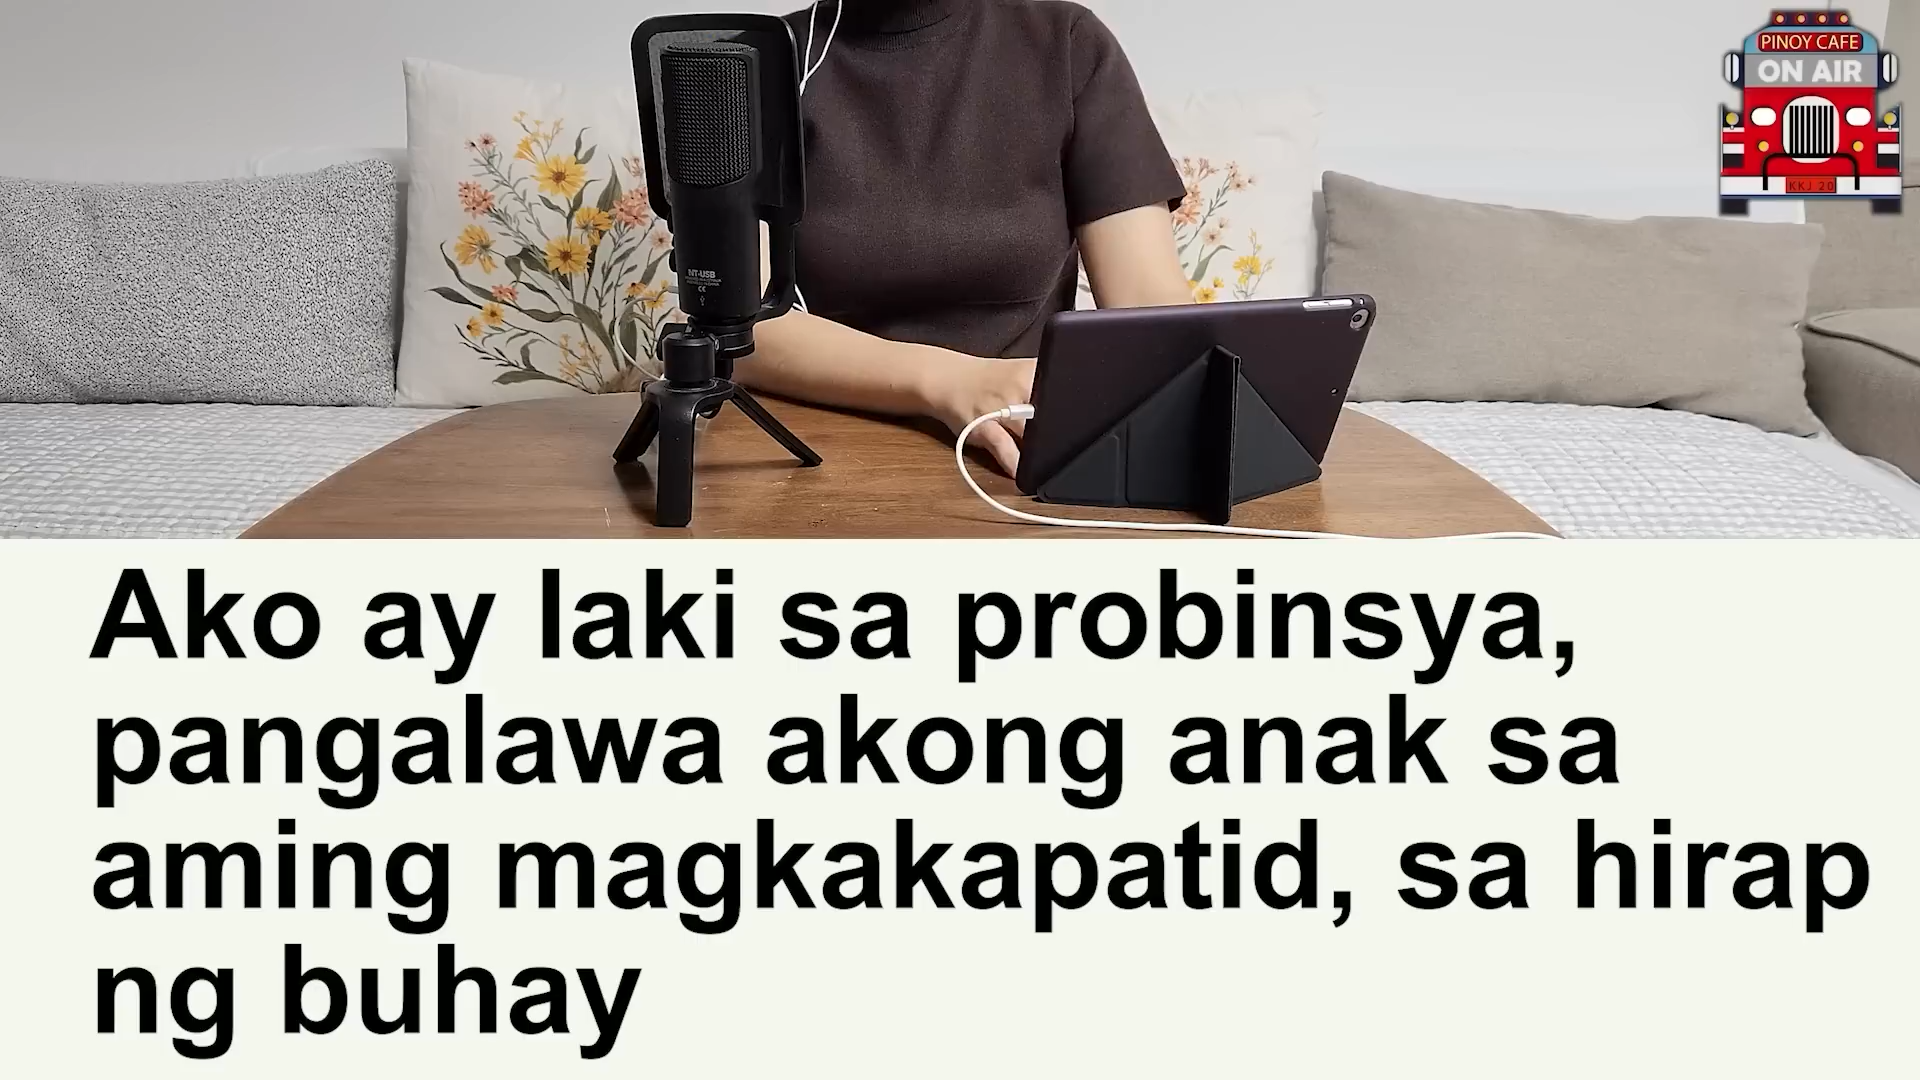 PINOY CAFE
ON AIR
KKJ 20
NT-USB
Ako ay laki sa probinsya,
pangalawa akong anak sa
aming magkakapatid, sa hirap
ng buhay